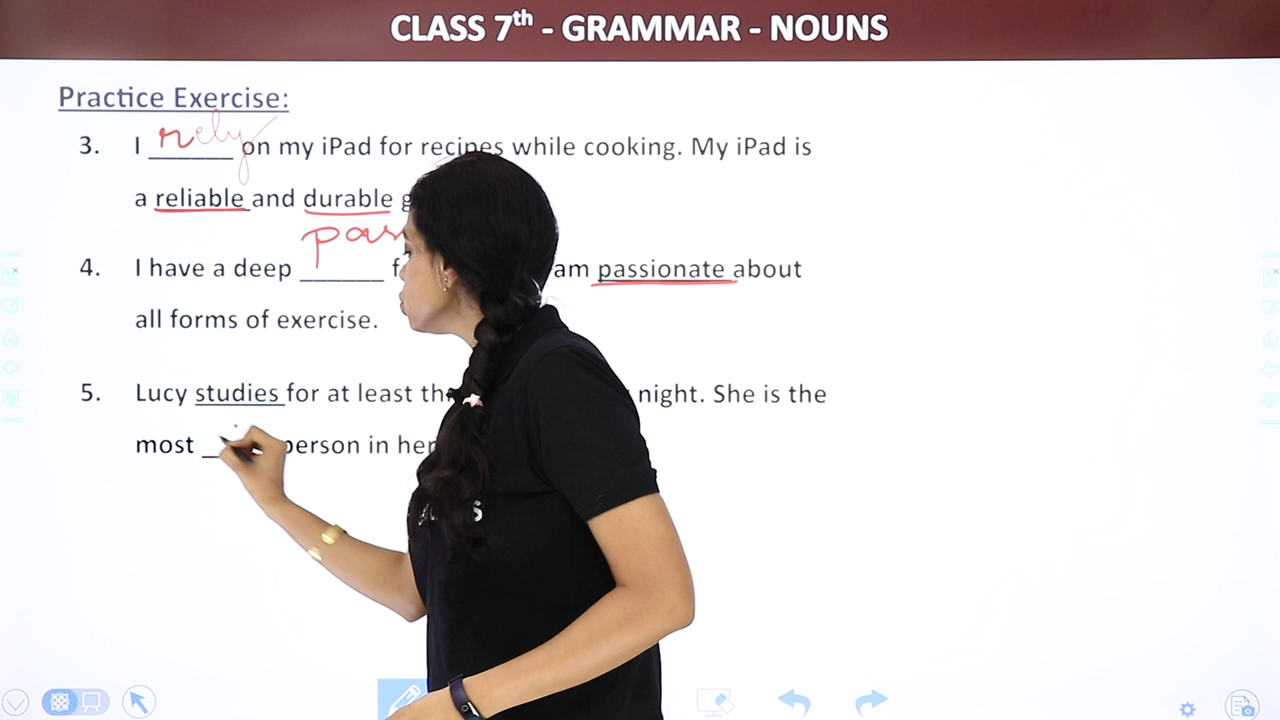 CLASS 7th - GRAMMAR - NOUNS
Practice Exercise:
3. I rely on my iPad for recipes while cooking. My iPad is
a reliable and durable
4. I have a deep pass am passionate about
all forms of exercise.
5. Lucy studies for at least night. She is the
most person in her